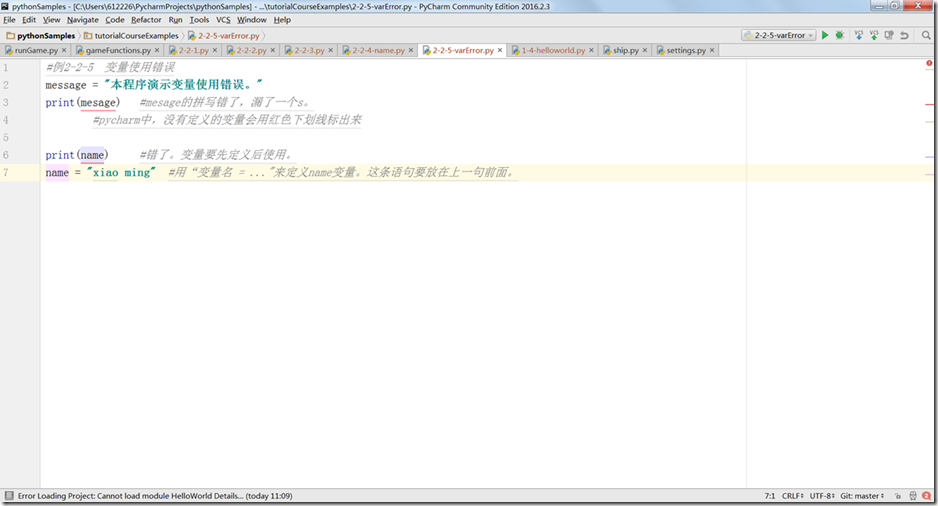 pythonSamples - [C:\Users\612226\PycharmProjects\pythonSamples] - ...\tutorialCourseExamples\2-2-5-varError.py - PyCharm Community Edition 2016.2.3
File Edit View Navigate Code Refactor Run Tools VCS Window Help
pythonSamples tutorialCourseExamples 2-2-5-varError.py 2-2-5-varError
runGame.py gameFunctions.py 2-2-1.py 2-2-2.py 2-2-3.py 2-2-4-name.py 2-2-5-varError.py 1-4-helloworld.py ship.py settings.py
1 #例2-2-5 变量使用错误
2 message = "本程序演示变量使用错误。"
3 print(mesage) #mesage的拼写错了，漏了一个s。
4 #pycharm中，没有定义的变量会用红色下划线标出来
5
6 print(name) #错了。变量要先定义后使用。
7 name = "xiao ming" #用“变量名 = ..."来定义name变量。这条语句要放在上一句前面。
Error Loading Project: Cannot load module HelloWorld Details... (today 11:09) 7:1 CRLF UTF-8 Git: master